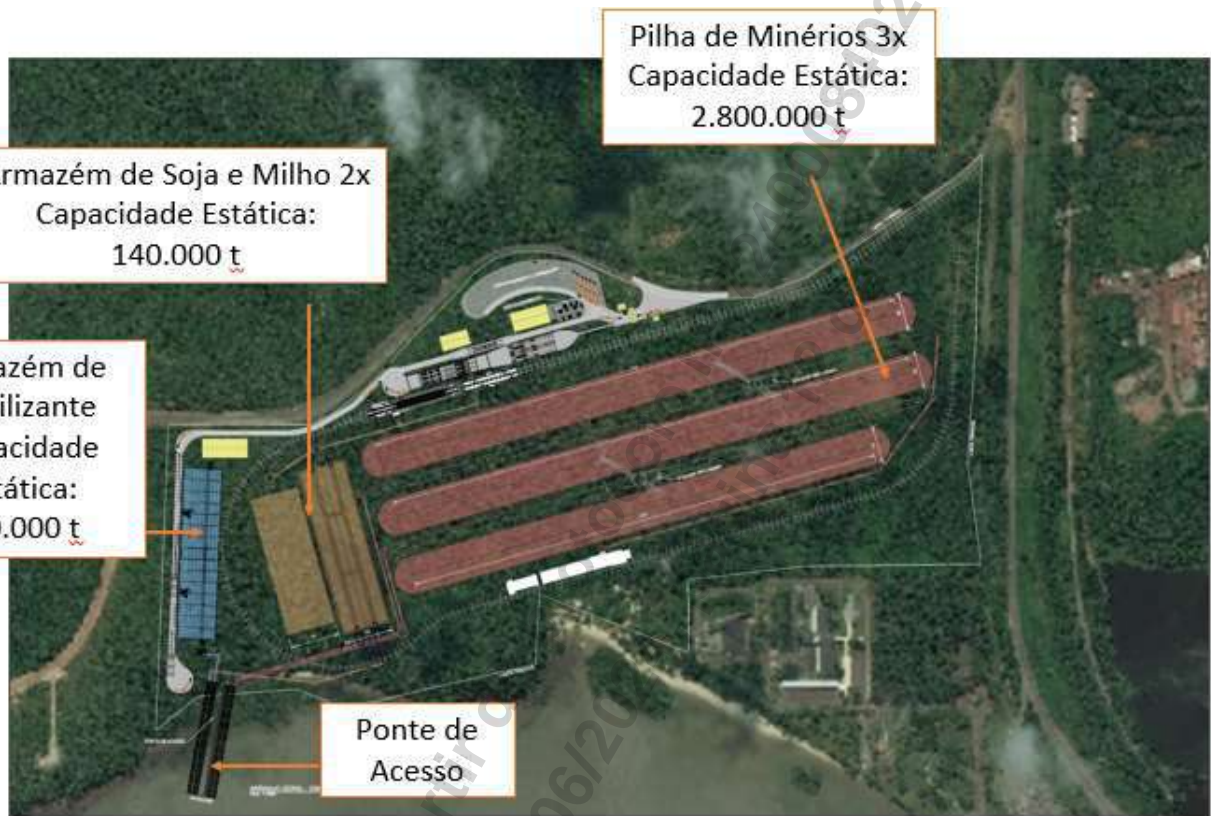 Pilha de Minérios 3x
Capacidade Estática:
2.800.000 t
rmazém de Soja e Milho 2x
Capacidade Estática:
140.000 t
azém de
ilizante
acidade
tática:
0.000 t
Ponte de
Acesso